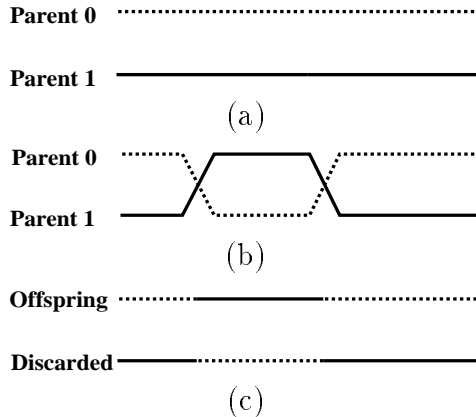 Parent 0
Parent 1
(a)
Parent 0
Parent 1
(b)
Offspring
Discarded
(c)